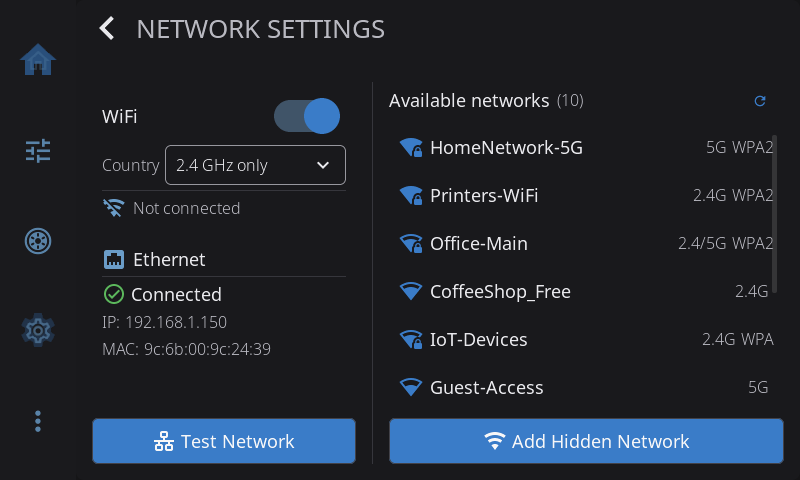 NETWORK SETTINGS
WiFi
Country 2.4 GHz only
Not connected
Ethernet
Connected
IP: 192.168.1.150
MAC: 9c:6b:00:9c:24:39
Test Network
Available networks (10)
HomeNetwork-5G 5G WPA2
Printers-WiFi 2.4G WPA2
Office-Main 2.4/5G WPA2
CoffeeShop_Free 2.4G
IoT-Devices 2.4G WPA
Guest-Access 5G
Add Hidden Network